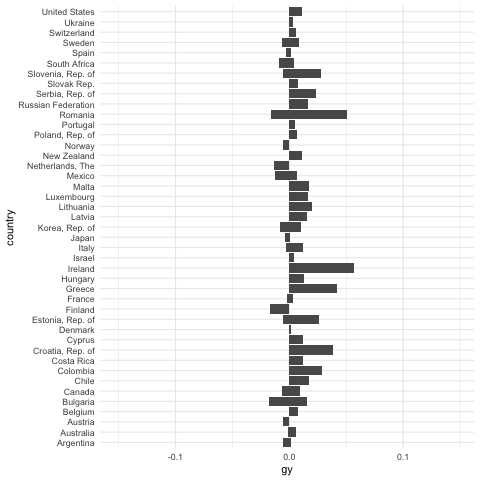 United States
Ukraine
Switzerland
Sweden
Spain
South Africa
Slovenia, Rep. of
Slovak Rep.
Serbia, Rep. of
Russian Federation
Romania
Portugal
Poland, Rep. of
Norway
New Zealand
Netherlands, The
Mexico
Malta
Luxembourg
Lithuania
Latvia
Korea, Rep. of
Japan
Italy
Israel
Ireland
Hungary
Greece
France
Finland
Estonia, Rep. of
Denmark
Cyprus
Croatia, Rep. of
Costa Rica
Colombia
Chile
Canada
Bulgaria
Belgium
Austria
Australia
Argentina
country
-0.1 0.0 0.1
gy